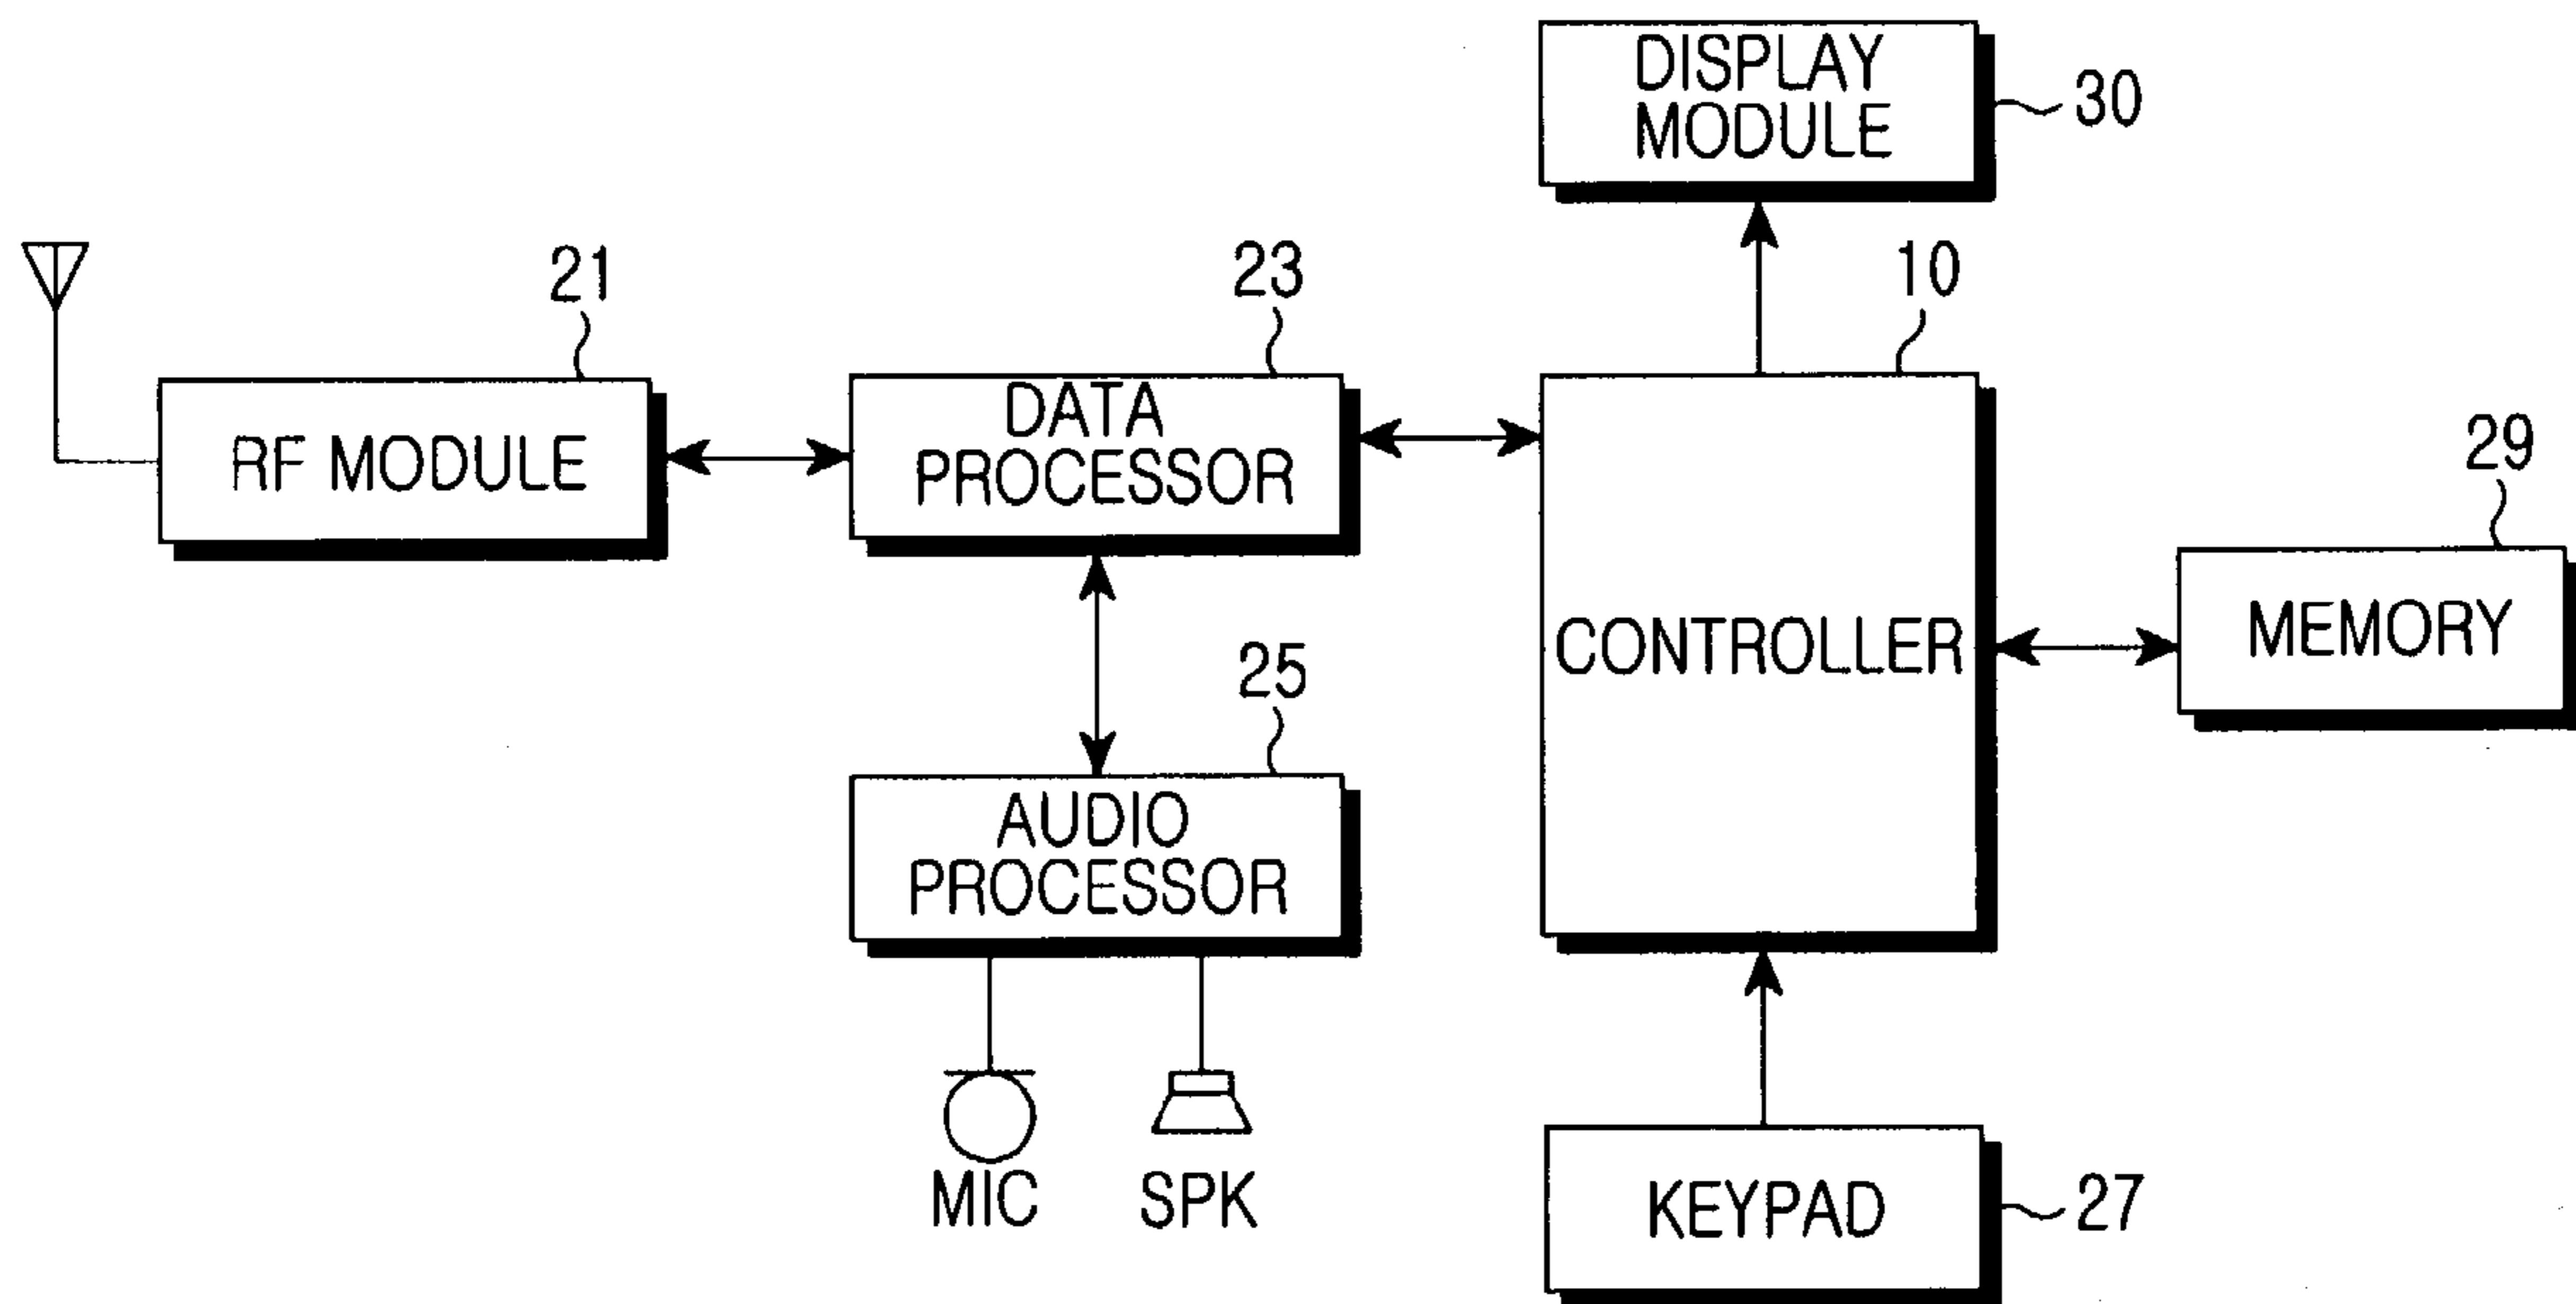 DISPLAY
MODULE
30
21
23
10
RF MODULE
DATA
PROCESSOR
29
CONTROLLER
MEMORY
25
AUDIO
PROCESSOR
MIC
SPK
KEYPAD
27